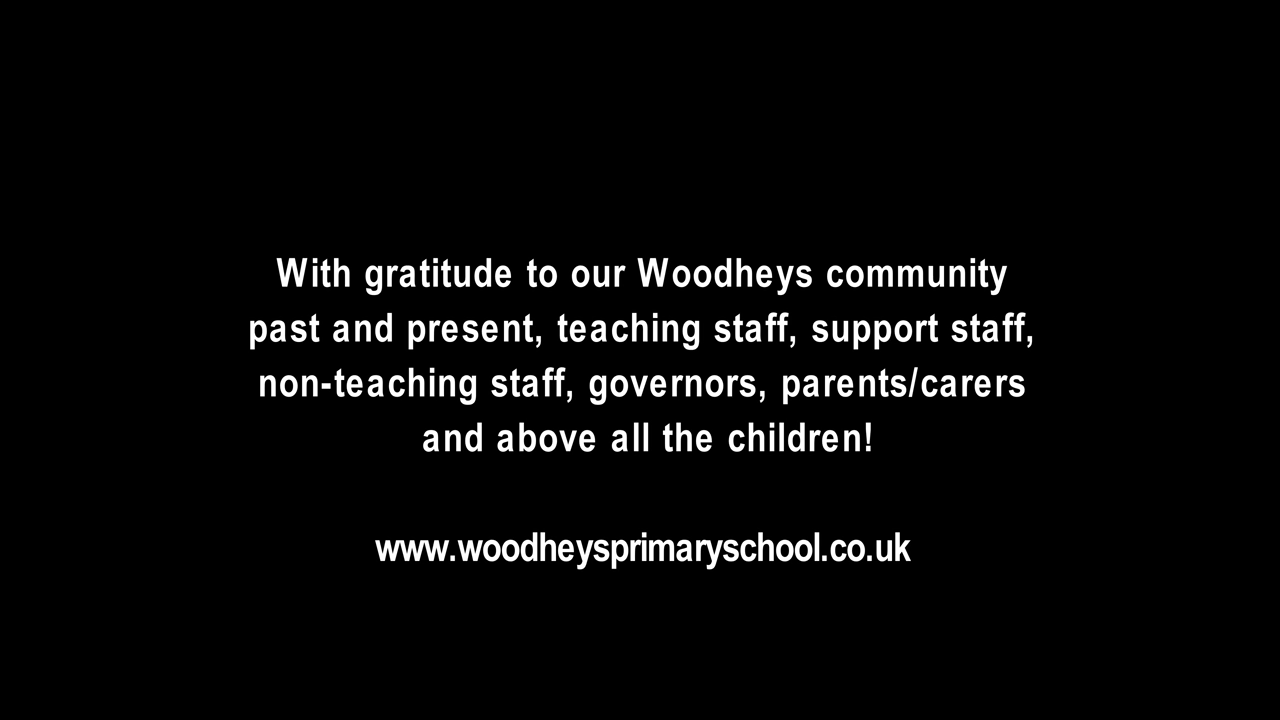 With gratitude to our Woodheys community
past and present, teaching staff, support staff,
non-teaching staff, governors, parents/carers
and above all the children!
www.woodheysprimaryschool.co.uk